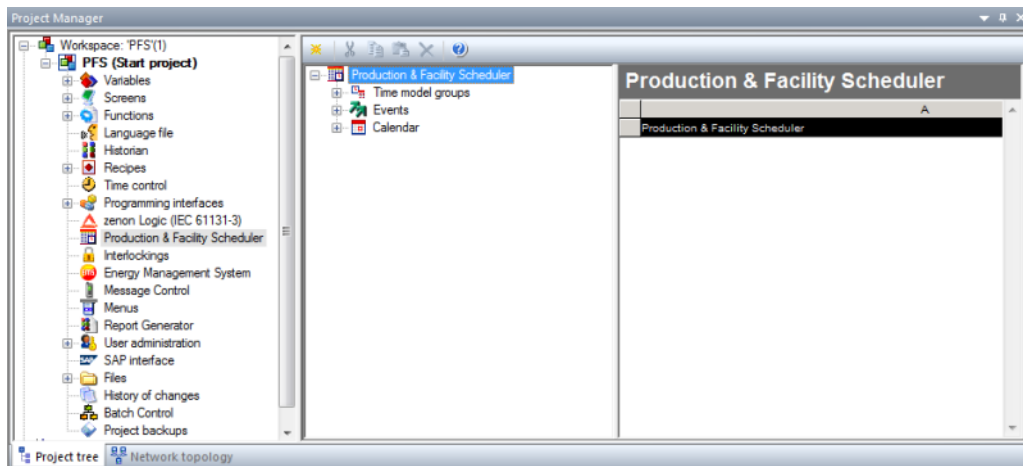 Project Manager
Workspace: 'PFS'(1)
PFS (Start project)
Variables
Screens
Functions
Language file
Historian
Recipes
Time control
Programming interfaces
zenon Logic (IEC 61131-3)
Production & Facility Scheduler
Interlockings
Energy Management System
Message Control
Menus
Report Generator
User administration
SAP interface
Files
History of changes
Batch Control
Project backups
Project tree
Network topology
Production & Facility Scheduler
Time model groups
Events
Calendar
Production & Facility Scheduler
A
Production & Facility Scheduler